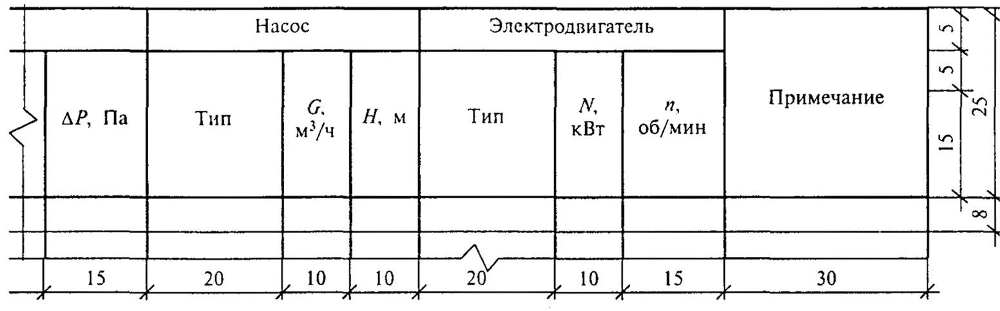 Насос
Электродвигатель
ΔP, Па
Тип
G,
м³/ч
H, м
Тип
N,
кВт
n,
об/мин
Примечание
5
5
15
25
8
15
20
10
10
20
10
15
30